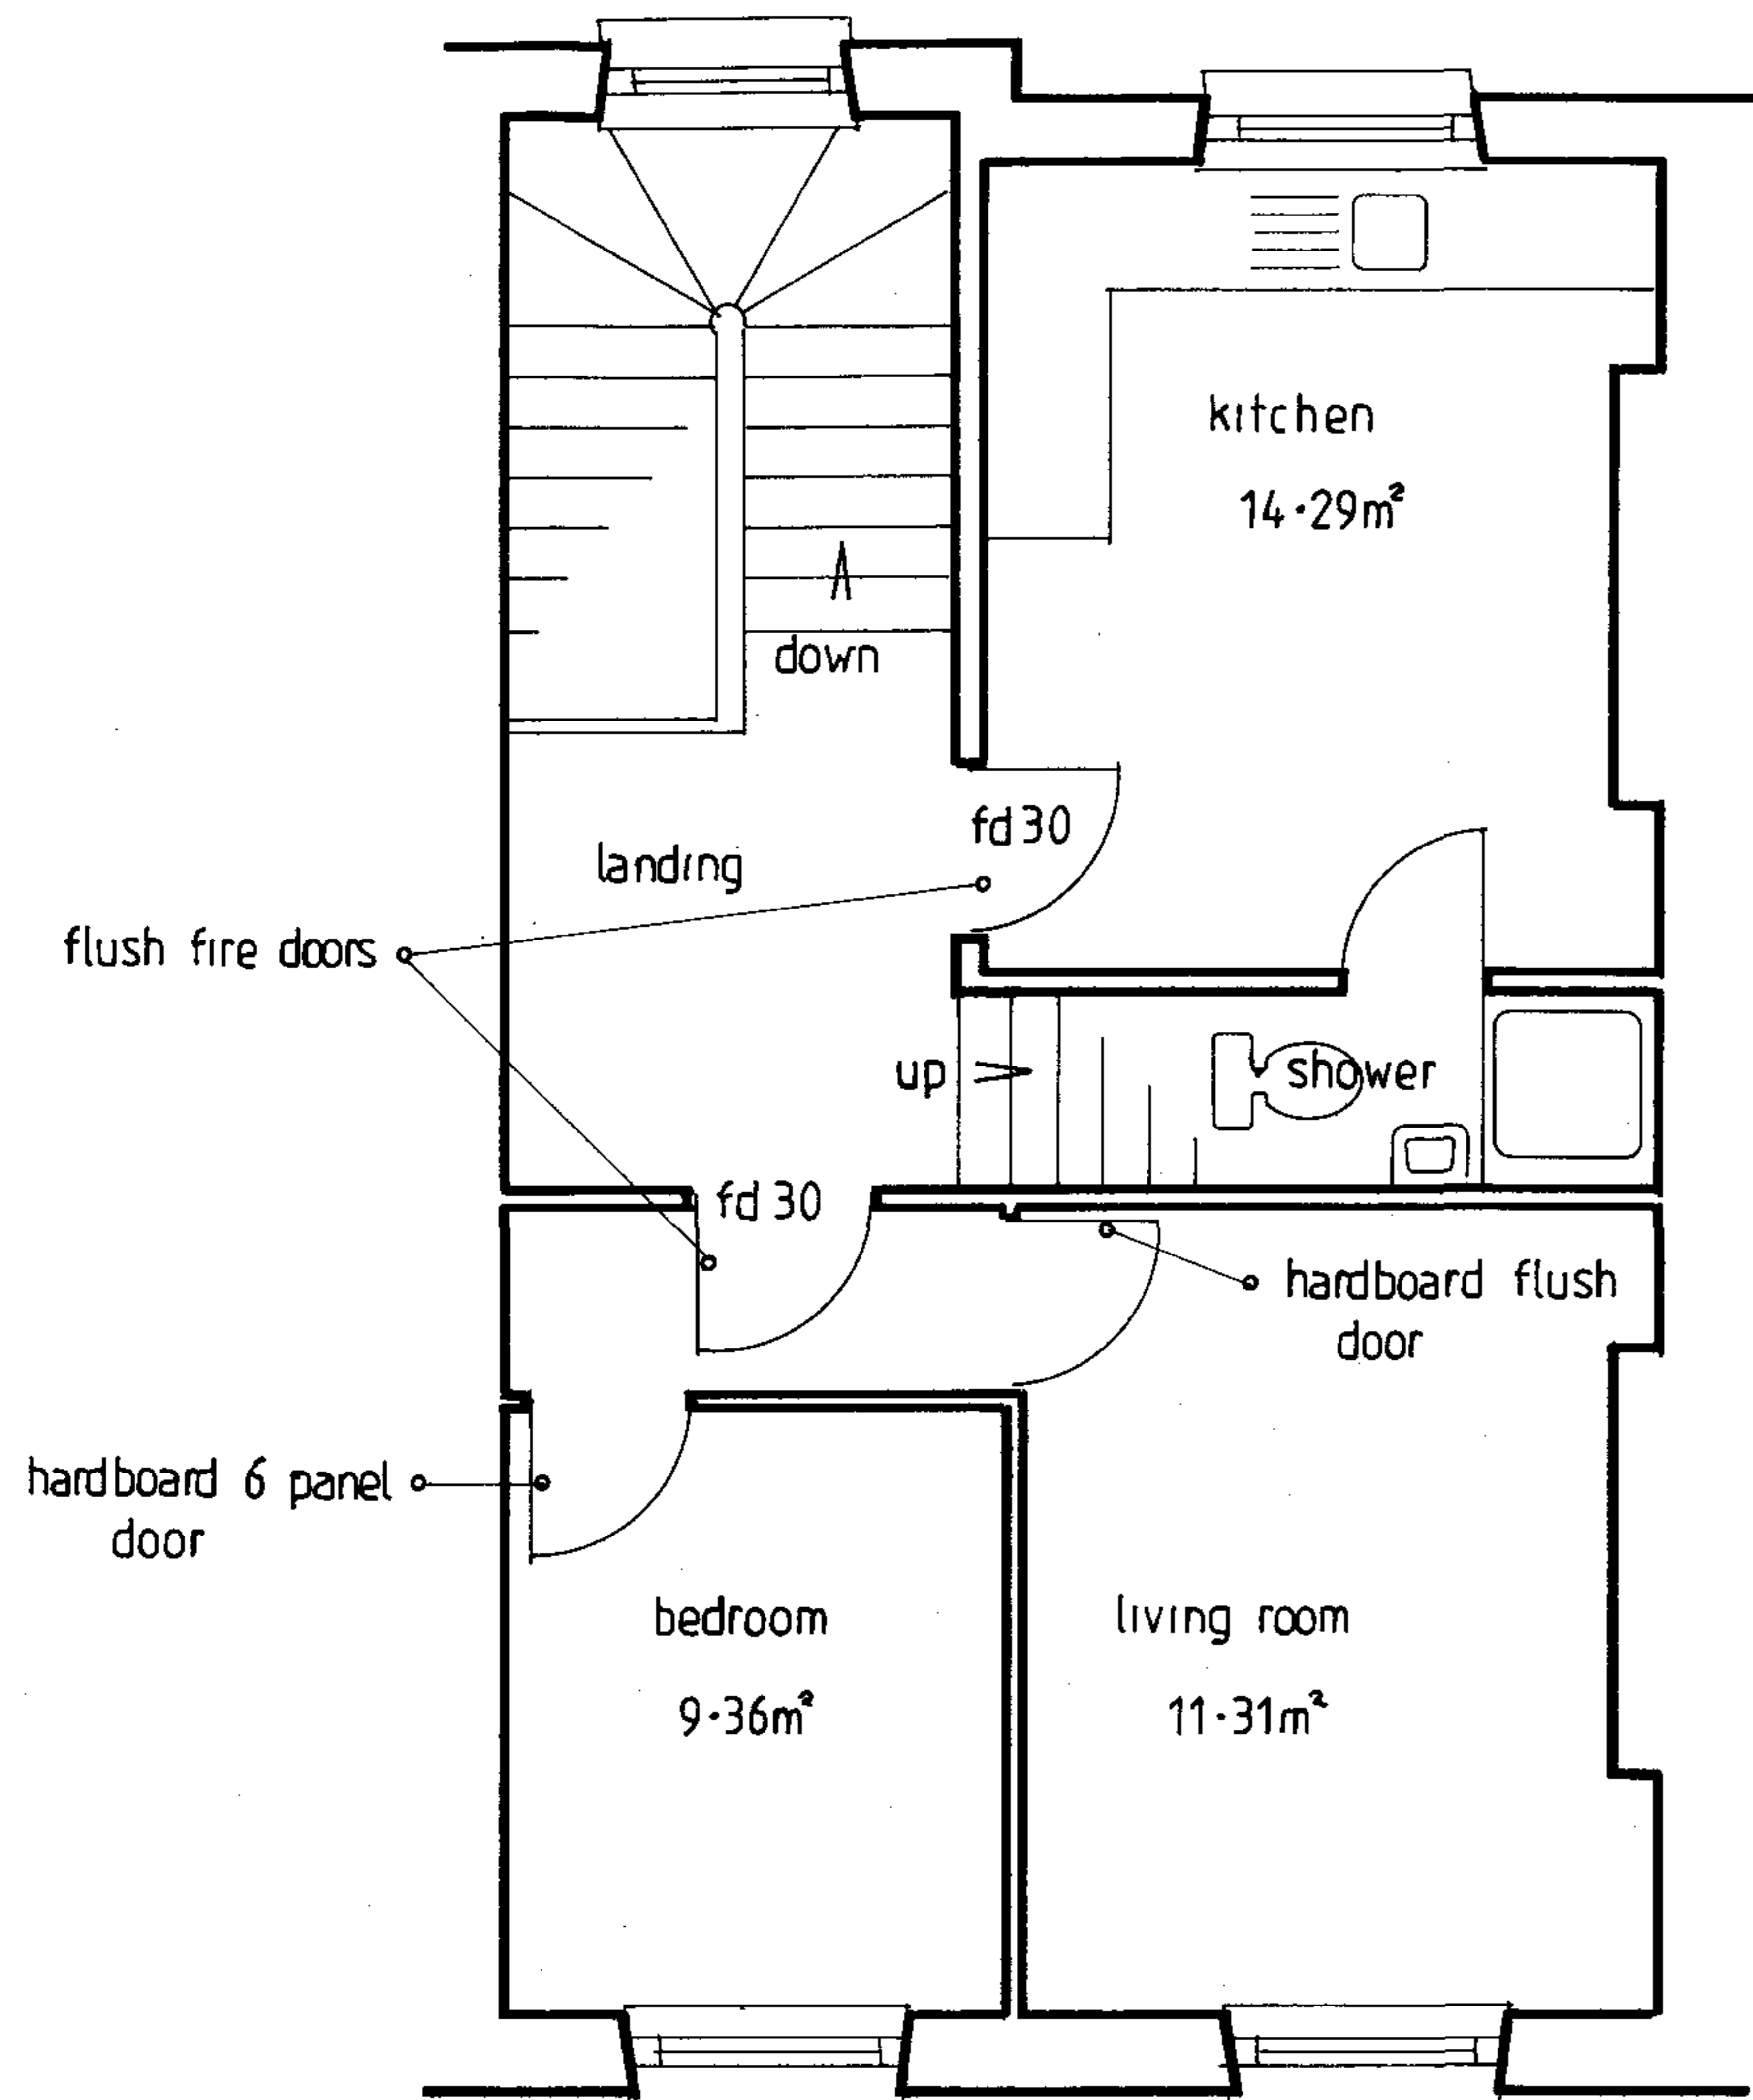 kitchen
14·29m²
down
fd 30
landing
flush fire doors
up
shower
fd 30
hardboard flush
door
hardboard 6 panel
door
bedroom
9·36m²
living room
11·31m²